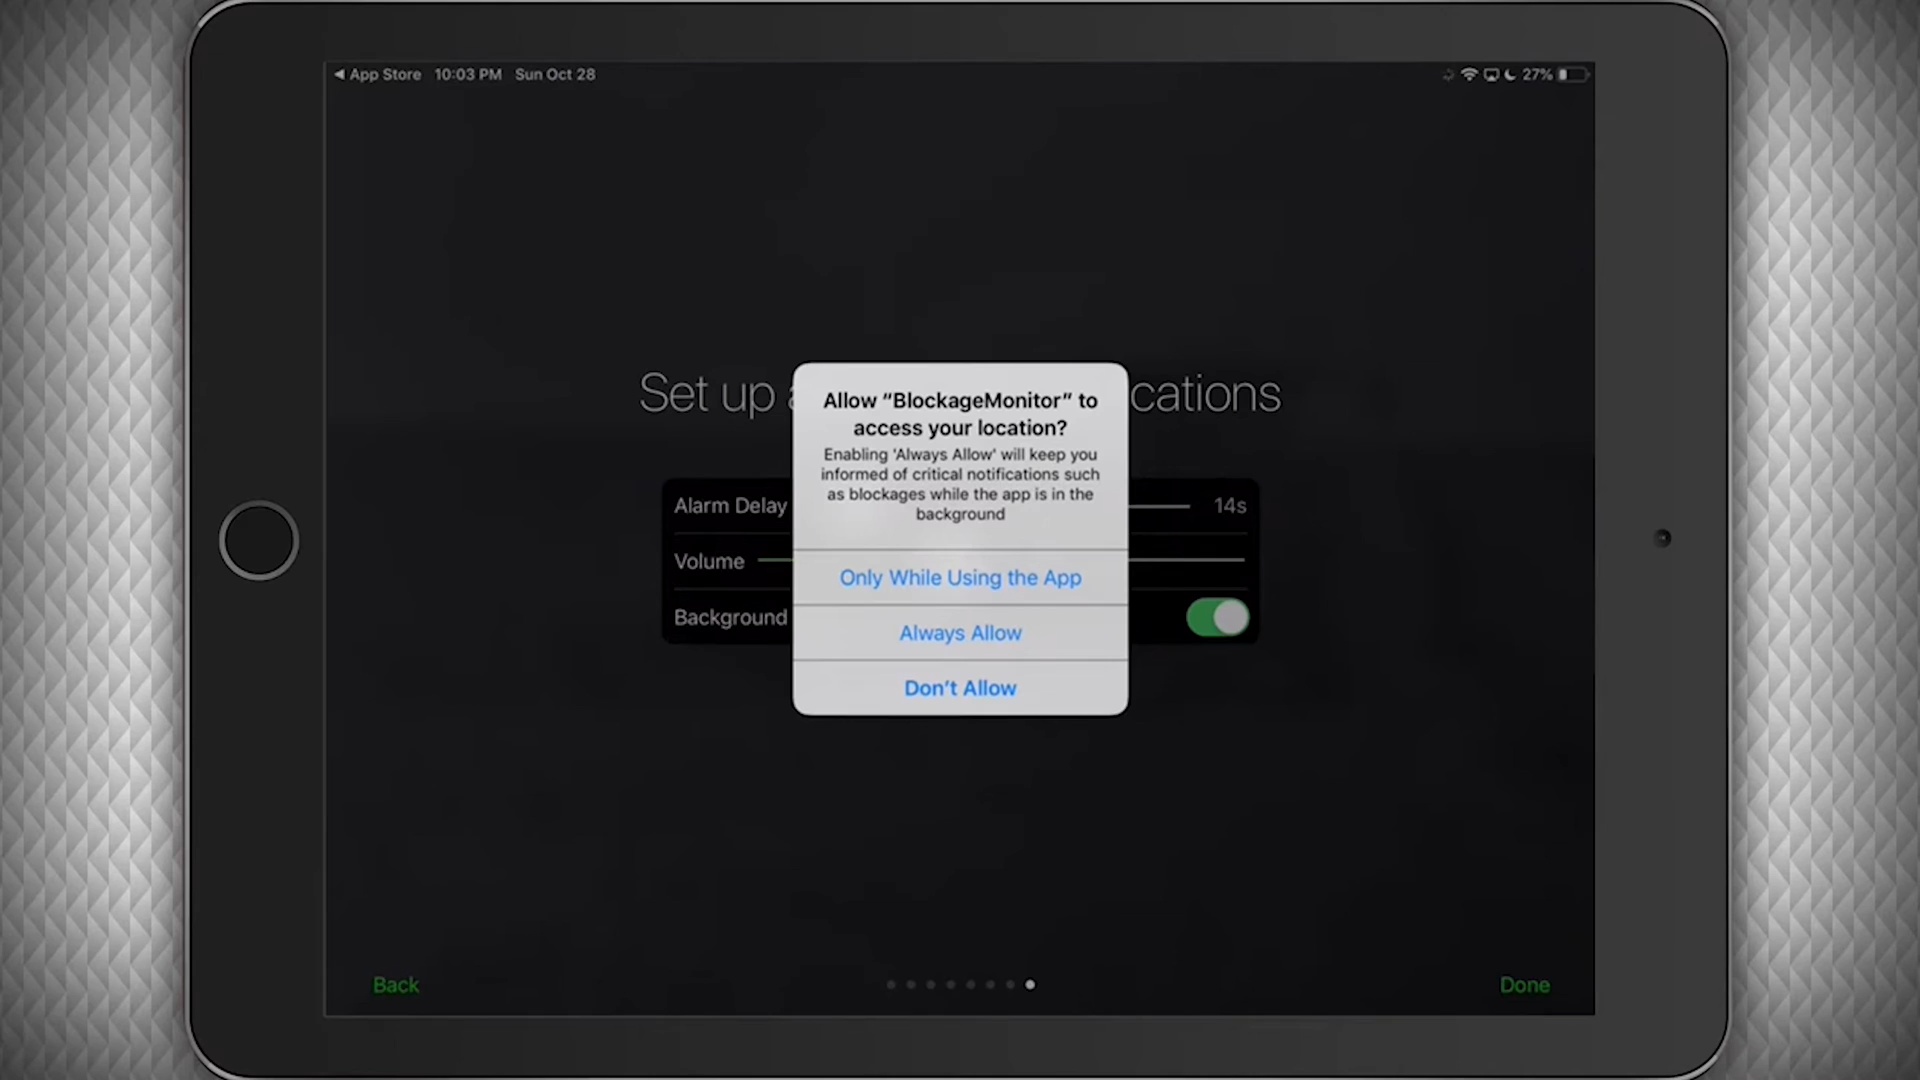 App Store 10:03 PM Sun Oct 28
27%
Set up
cations
Allow “BlockageMonitor” to
access your location?
Enabling 'Always Allow' will keep you
informed of critical notifications such
as blockages while the app is in the
background
Alarm Delay
14s
Volume
Background
Only While Using the App
Always Allow
Don’t Allow
Back
Done